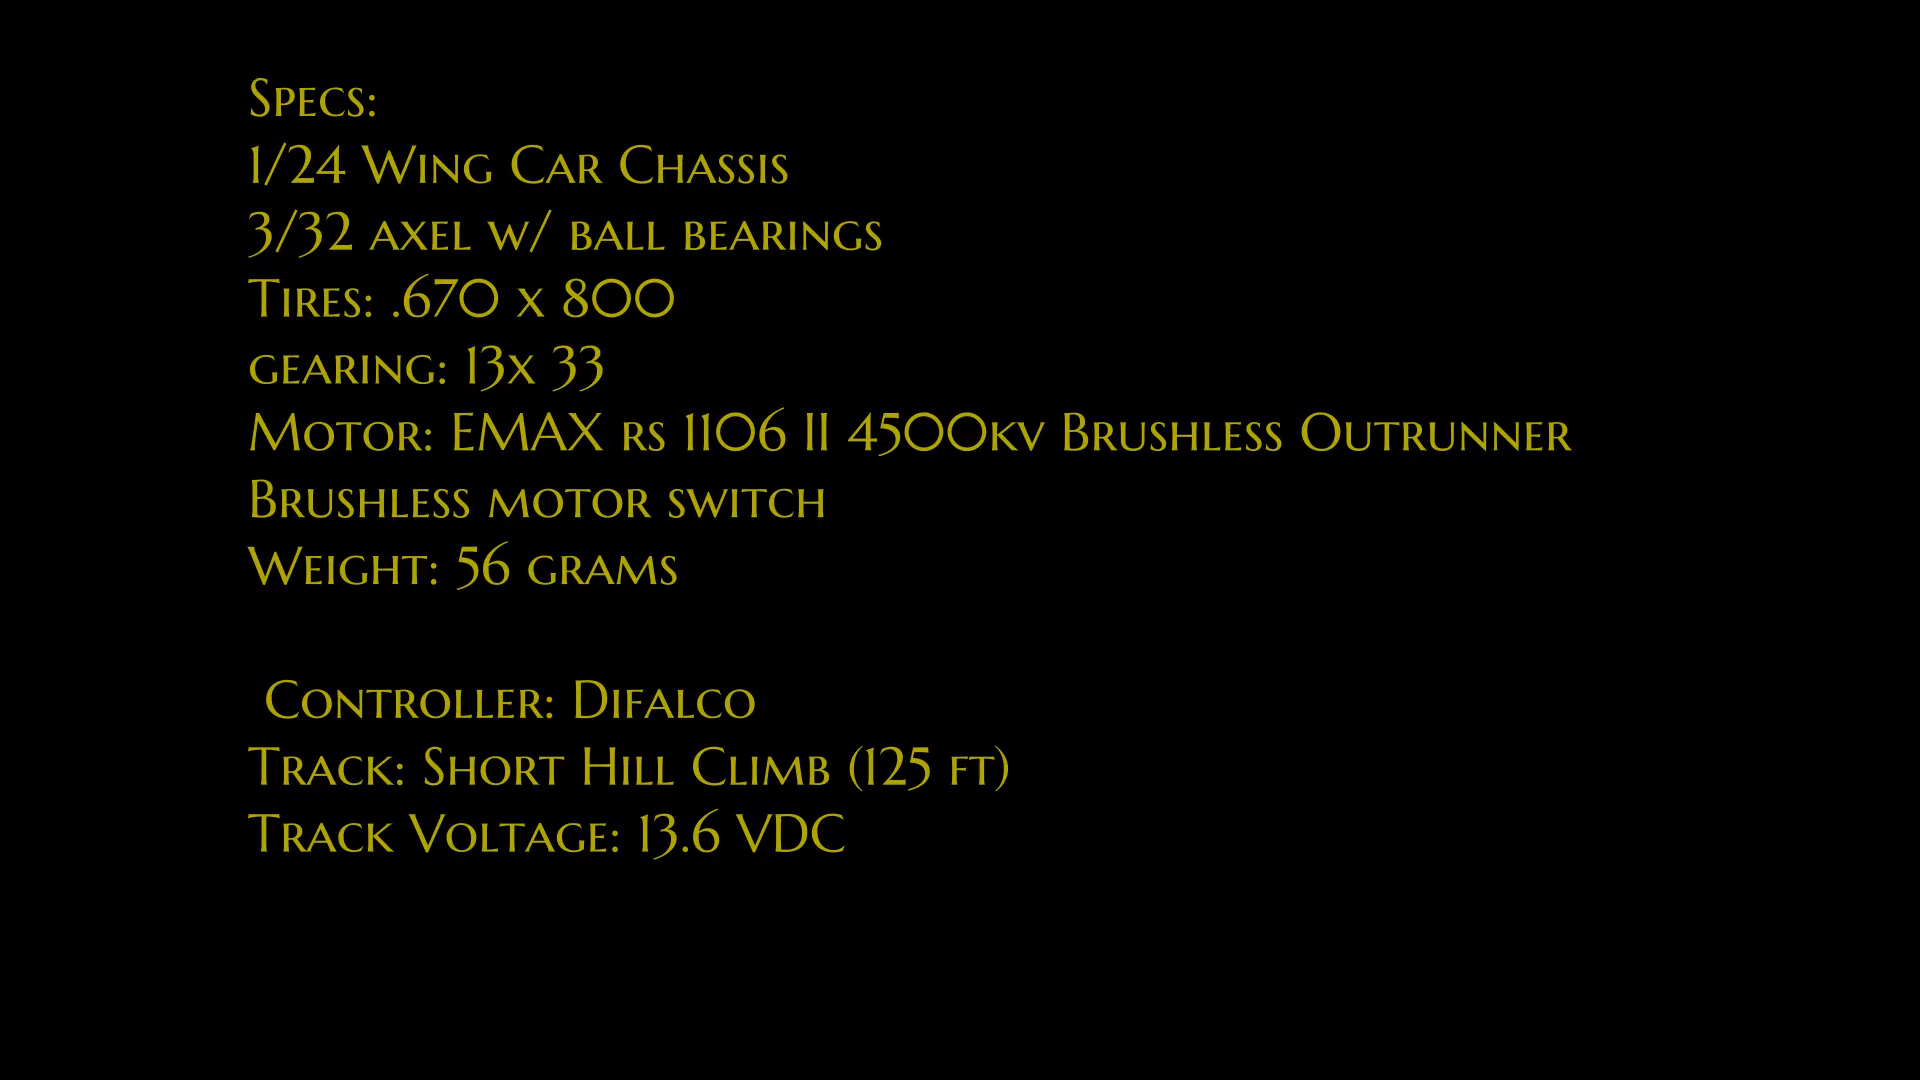 Specs:
1/24 Wing Car Chassis
3/32 axel w/ ball bearings
Tires: .670 x 800
gearing: 13x 33
Motor: EMAX rs 1106 II 4500kv Brushless Outrunner
Brushless motor switch
Weight: 56 grams
Controller: Difalco
Track: Short Hill Climb (125 ft)
Track Voltage: 13.6 VDC